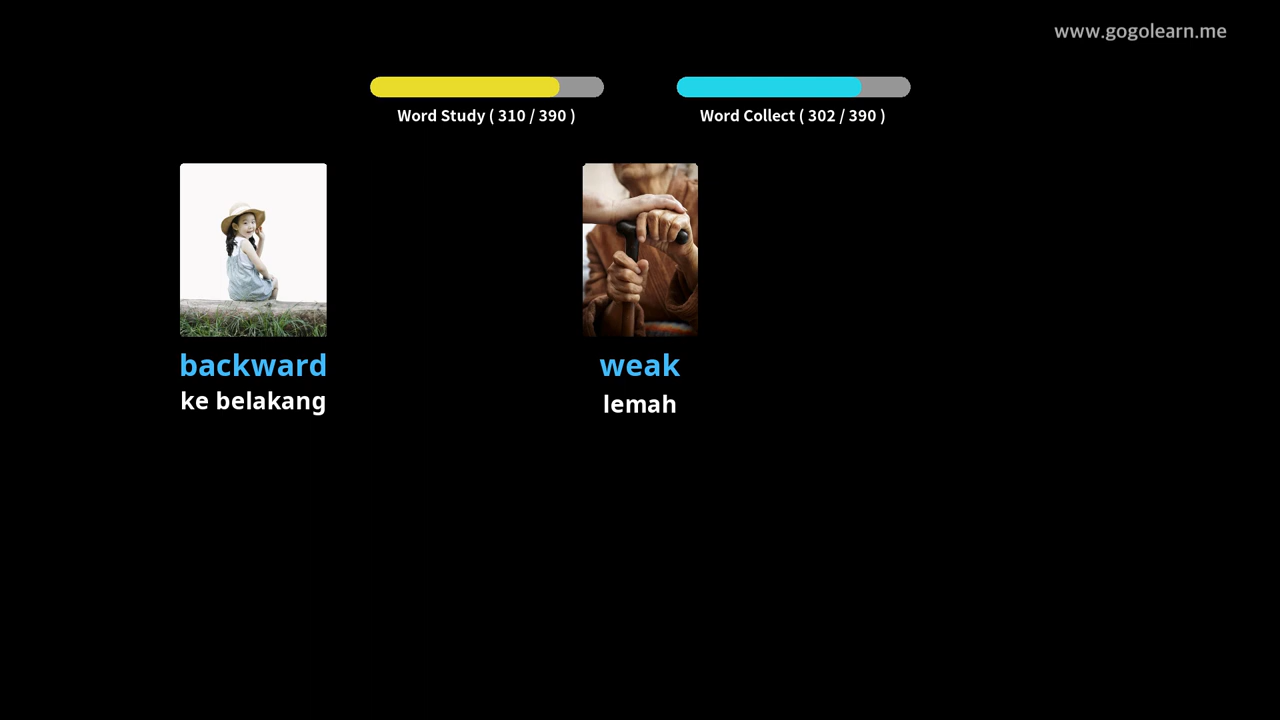 www.gogolearn.me
Word Study ( 310 / 390 )
Word Collect ( 302 / 390 )
backward
ke belakang
weak
lemah